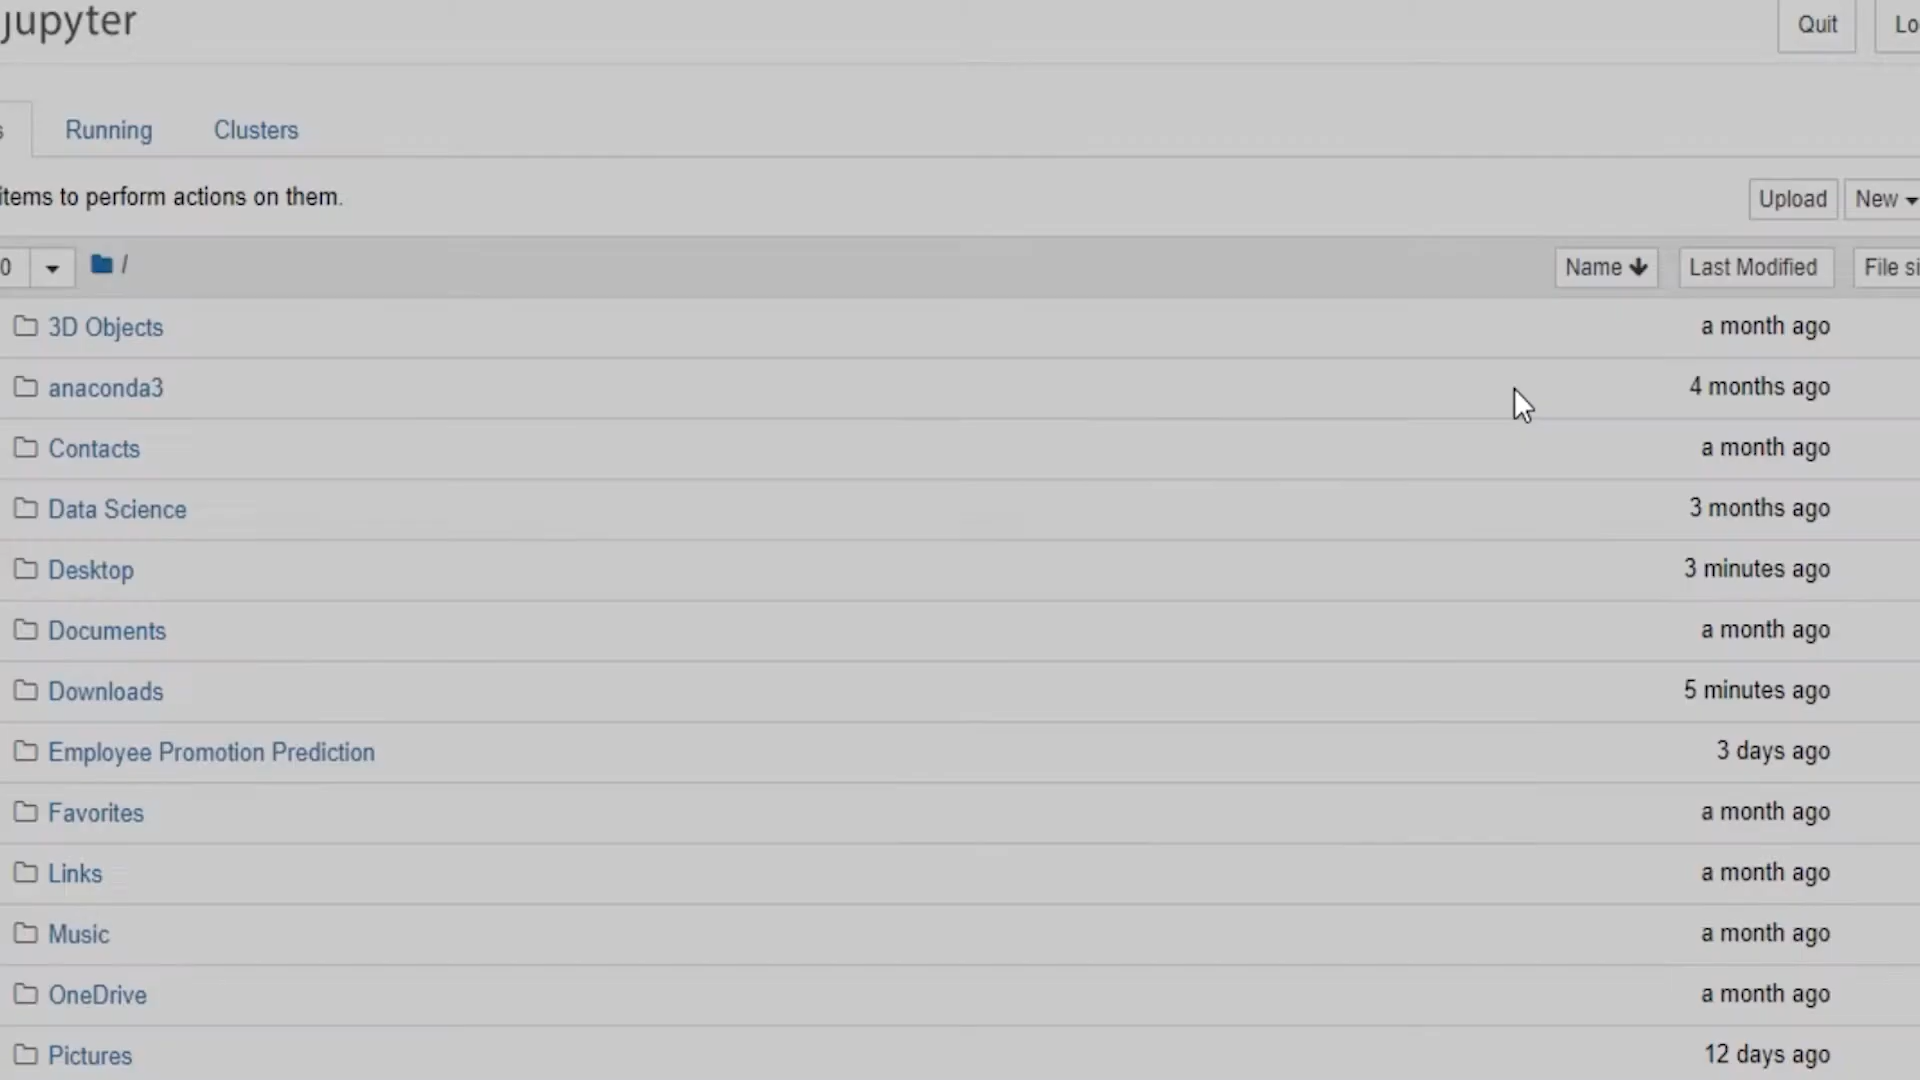 jupyter
Quit
Running Clusters
items to perform actions on them.
Upload New
0 / Name Last Modified File
3D Objects a month ago
anaconda3 4 months ago
Contacts a month ago
Data Science 3 months ago
Desktop 3 minutes ago
Documents a month ago
Downloads 5 minutes ago
Employee Promotion Prediction 3 days ago
Favorites a month ago
Links a month ago
Music a month ago
OneDrive a month ago
Pictures 12 days ago